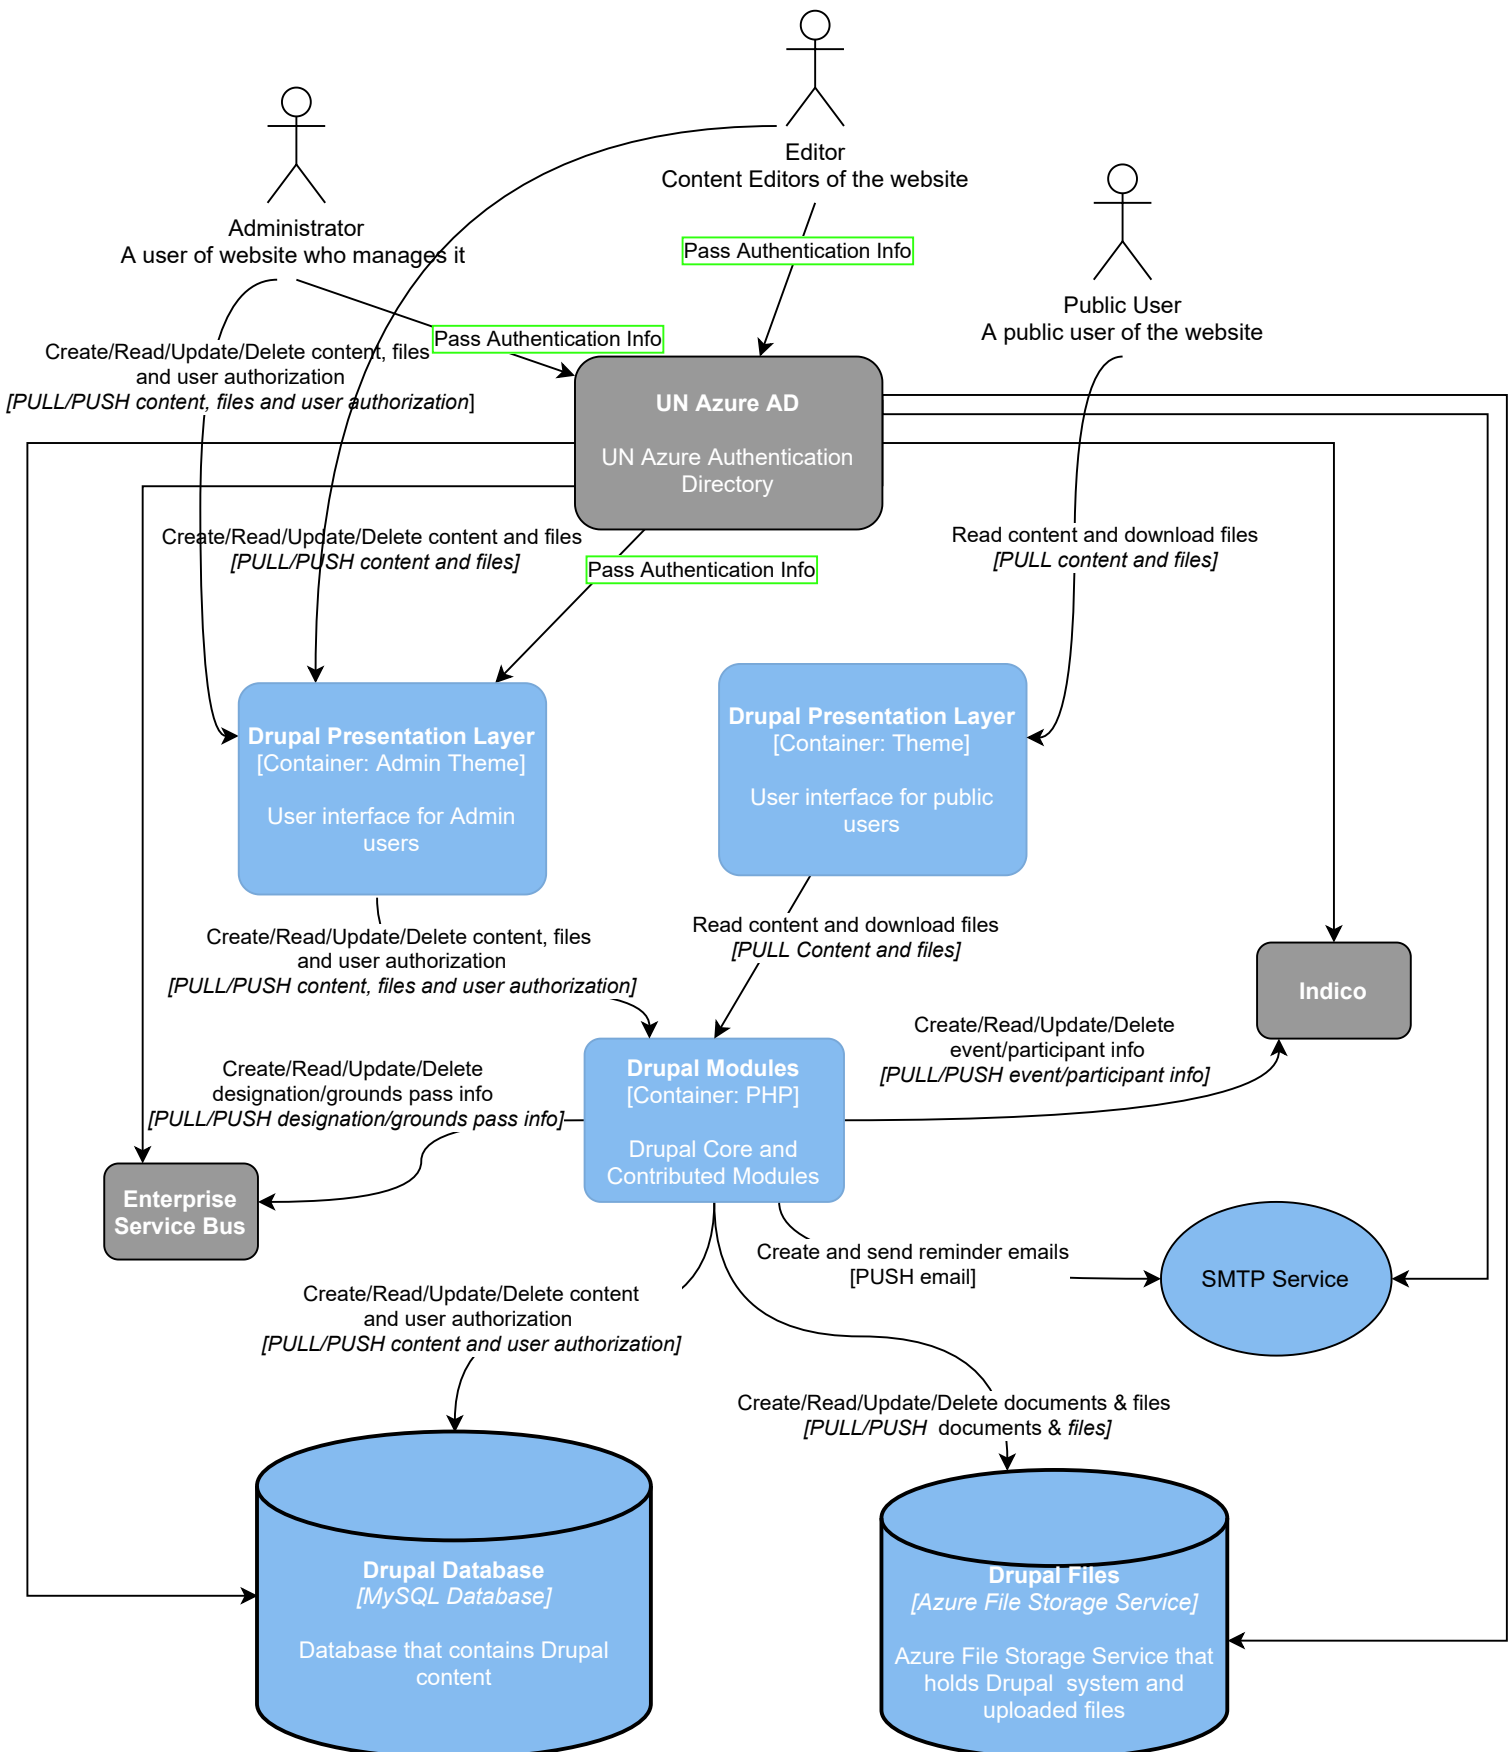 Editor
Content Editors of the website
Administrator
A user of website who manages it
Pass Authentication Info
Public User
A public user of the website
Pass Authentication Info
Create/Read/Update/Delete content, files
and user authorization
[PULL/PUSH content, files and user authorization]
UN Azure AD
UN Azure Authentication
Directory
Create/Read/Update/Delete content and files
[PULL/PUSH content and files]
Pass Authentication Info
Read content and download files
[PULL content and files]
Drupal Presentation Layer
[Container: Admin Theme]
User interface for Admin
users
Drupal Presentation Layer
[Container: Theme]
User interface for public
users
Create/Read/Update/Delete content, files
and user authorization
[PULL/PUSH content, files and user authorization]
Read content and download files
[PULL Content and files]
Indico
Create/Read/Update/Delete
event/participant info
[PULL/PUSH event/participant info]
Drupal Modules
[Container: PHP]
Drupal Core and
Contributed Modules
Create/Read/Update/Delete
designation/grounds pass info
[PULL/PUSH designation/grounds pass info]
Enterprise
Service Bus
Create and send reminder emails
[PUSH email]
SMTP Service
Create/Read/Update/Delete content
and user authorization
[PULL/PUSH content and user authorization]
Create/Read/Update/Delete documents & files
[PULL/PUSH  documents & files]
Drupal Database
[MySQL Database]
Database that contains Drupal
content
Drupal Files
[Azure File Storage Service]
Azure File Storage Service that
holds Drupal  system and
uploaded files